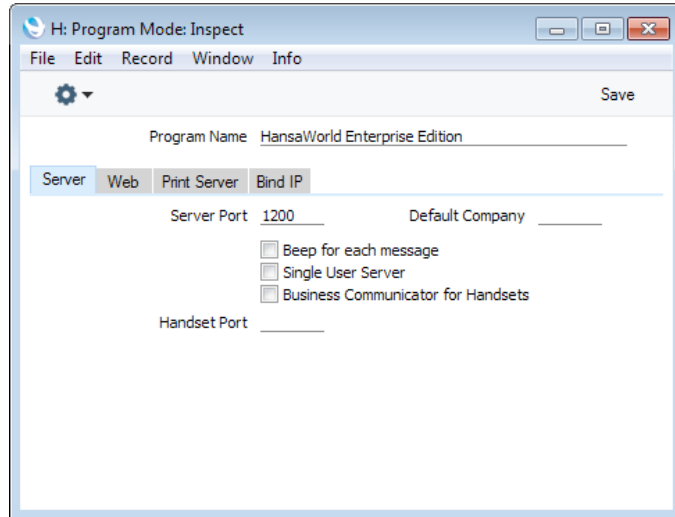 H: Program Mode: Inspect
File Edit Record Window Info
Save
Program Name HansaWorld Enterprise Edition
Server Web Print Server Bind IP
Server Port 1200 Default Company
Beep for each message
Single User Server
Business Communicator for Handsets
Handset Port